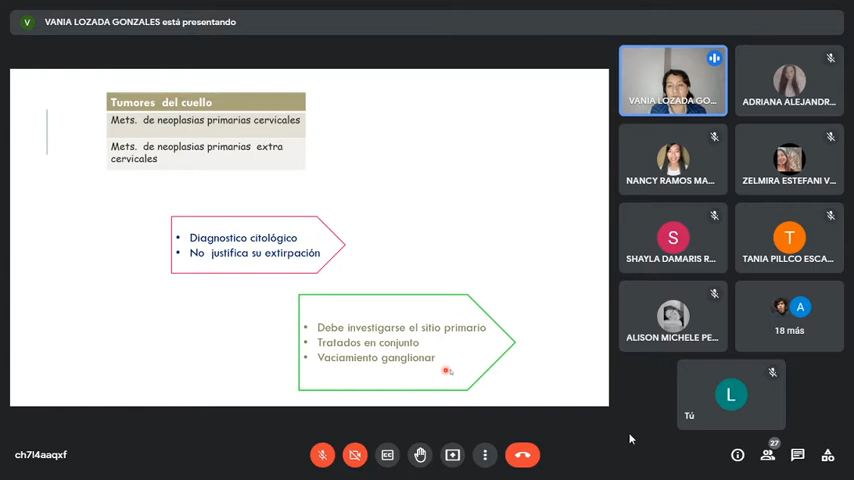 V
VANIA LOZADA GONZALES está presentando
Tumores del cuello
Mets. de neoplasias primarias cervicales
Mets. de neoplasias primarias extra
cervicales
• Diagnostico citológico
• No justifica su extirpación
• Debe investigarse el sitio primario
• Tratados en conjunto
• Vaciamiento ganglionar
VANIA LOZADA GO...
ADRIANA ALEJANDR...
NANCY RAMOS MA...
ZELMIRA ESTEFANI V...
S
SHAYLA DAMARIS R...
T
TANIA PILLCO ESCA...
ALISON MICHELE PE...
A
18 más
L
Tú
ch7l4aaqxf
CC
27